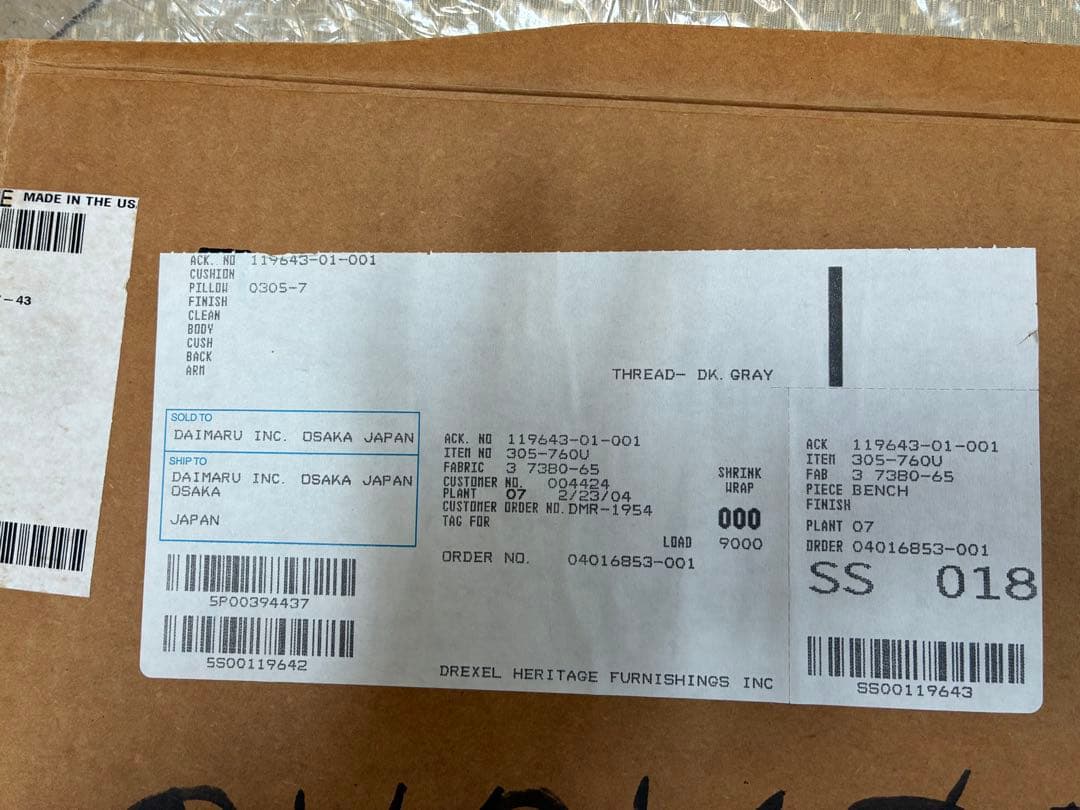 E MADE IN THE US
-43
ACK. NO 119643-01-001
CUSHION
PILLOW 0305-7
FINISH
CLEAN
BODY
CUSH
BACK
ARM
THREAD- DK. GRAY
SOLD TO
DAIMARU INC. OSAKA JAPAN
SHIP TO
DAIMARU INC. OSAKA JAPAN
OSAKA
JAPAN
5P00394437
5S00119642
ACK. NO 119643-01-001
ITEM NO 305-760U
FABRIC 3 7380-65
CUSTOMER NO. 004424
PLANT 07 2/23/04
CUSTOMER ORDER NO. DMR-1954
TAG FOR
SHRINK
WRAP
000
LOAD 9000
ORDER NO. 04016853-001
DREXEL HERITAGE FURNISHINGS INC
ACK 119643-01-001
ITEM 305-760U
FAB 3 7380-65
PIECE BENCH
FINISH
PLANT 07
ORDER 04016853-001
SS 018
SS00119643